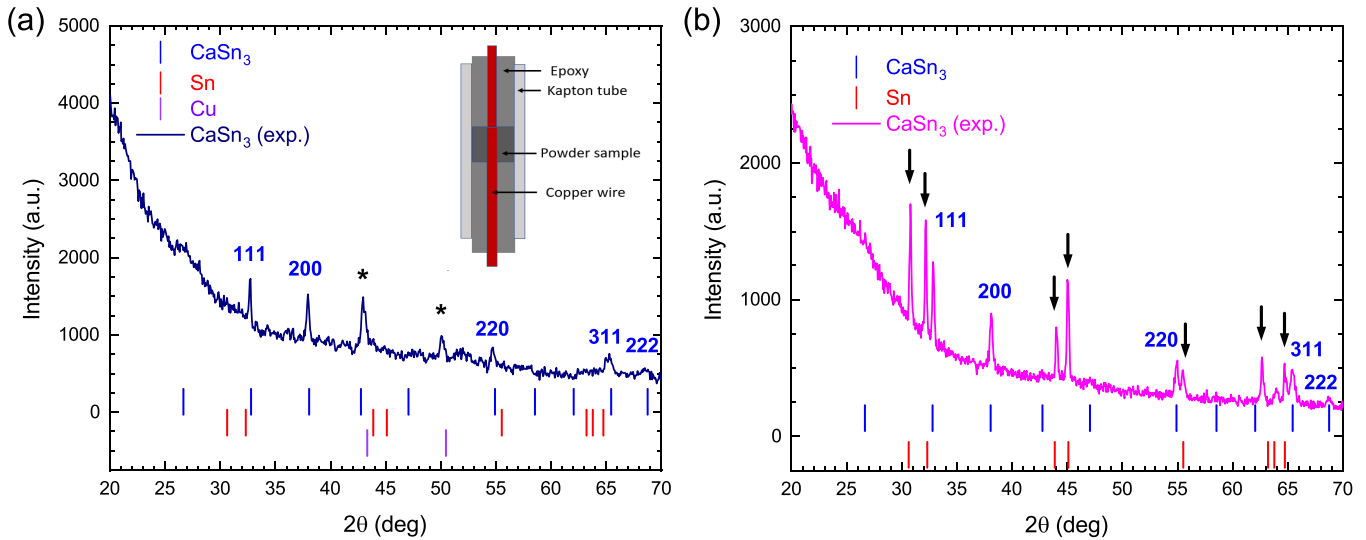 (a)
5000
4000
3000
2000
1000
0
Intensity (a.u.)
CaSn₃
Sn
Cu
CaSn₃ (exp.)
Epoxy
Kapton tube
Powder sample
Copper wire
111
200
*
*
220
311
222
20 25 30 35 40 45 50 55 60 65 70
2θ (deg)
(b)
3000
2000
1000
0
Intensity (a.u.)
CaSn₃
Sn
CaSn₃ (exp.)
111
200
220
311
222
20 25 30 35 40 45 50 55 60 65 70
2θ (deg)